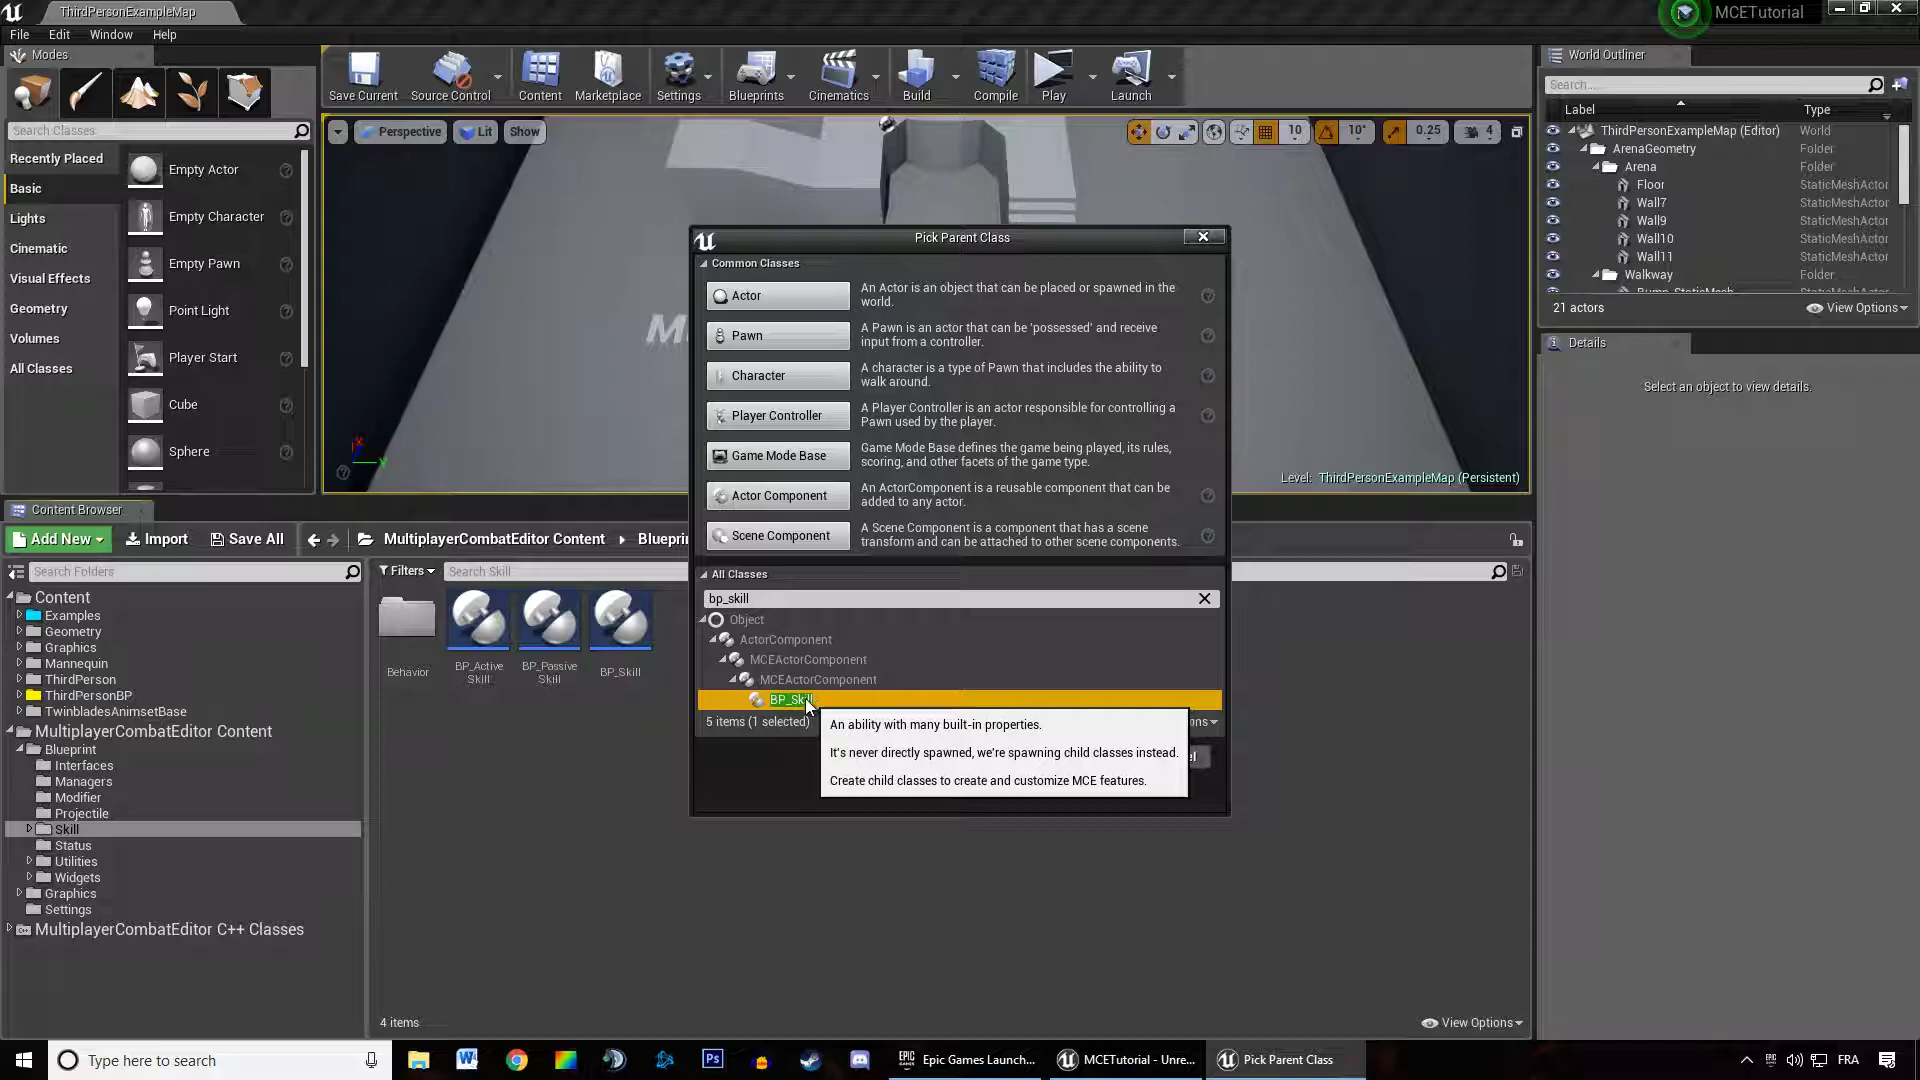 ThirdPersonExampleMap
MCETutorial
File Edit Window Help
Modes
Search Classes
Recently Placed
Basic
Lights
Cinematic
Visual Effects
Geometry
Volumes
All Classes
Empty Actor
Empty Character
Empty Pawn
Point Light
Player Start
Cube
Sphere
Save Current Source Control Content Marketplace Settings Blueprints Cinematics Build Compile Play Launch
Perspective Lit Show
10 10° 0.25 4
Level: ThirdPersonExampleMap (Persistent)
World Outliner
Search...
Label Type
ThirdPersonExampleMap (Editor) World
ArenaGeometry Folder
Arena Folder
Floor StaticMeshActor
Wall7 StaticMeshActor
Wall9 StaticMeshActor
Wall10 StaticMeshActor
Wall11 StaticMeshActor
Walkway Folder
21 actors View Options
Details
Select an object to view details.
Pick Parent Class
Common Classes
Actor An Actor is an object that can be placed or spawned in the
world.
Pawn A Pawn is an actor that can be 'possessed' and receive
input from a controller.
Character A character is a type of Pawn that includes the ability to
walk around.
Player Controller A Player Controller is an actor responsible for controlling a
Pawn used by the player.
Game Mode Base Game Mode Base defines the game being played, its rules,
scoring, and other facets of the game type.
Actor Component An ActorComponent is a reusable component that can be
added to any actor.
Scene Component A Scene Component is a component that has a scene
transform and can be attached to other scene components.
All Classes
bp_skill
Object
ActorComponent
MCEActorComponent
MCEActorComponent
BP_Skill
5 items (1 selected)
An ability with many built-in properties.
It's never directly spawned, we're spawning child classes instead.
Create child classes to create and customize MCE features.
Content Browser
Add New Import Save All MultiplayerCombatEditor Content
Search Folders
Filters Search Skill
Content
Examples
Geometry
Graphics
Mannequin
ThirdPerson
ThirdPersonBP
TwinbladesAnimsetBase
MultiplayerCombatEditor Content
Blueprint
Interfaces
Managers
Modifier
Projectile
Skill
Status
Utilities
Widgets
Graphics
Settings
MultiplayerCombatEditor C++ Classes
Behavior
BP_Active
Skill
BP_Passive
Skill
BP_Skill
4 items View Options
Type here to search
Epic Games Launch... MCETutorial - Unre... Pick Parent Class
FRA